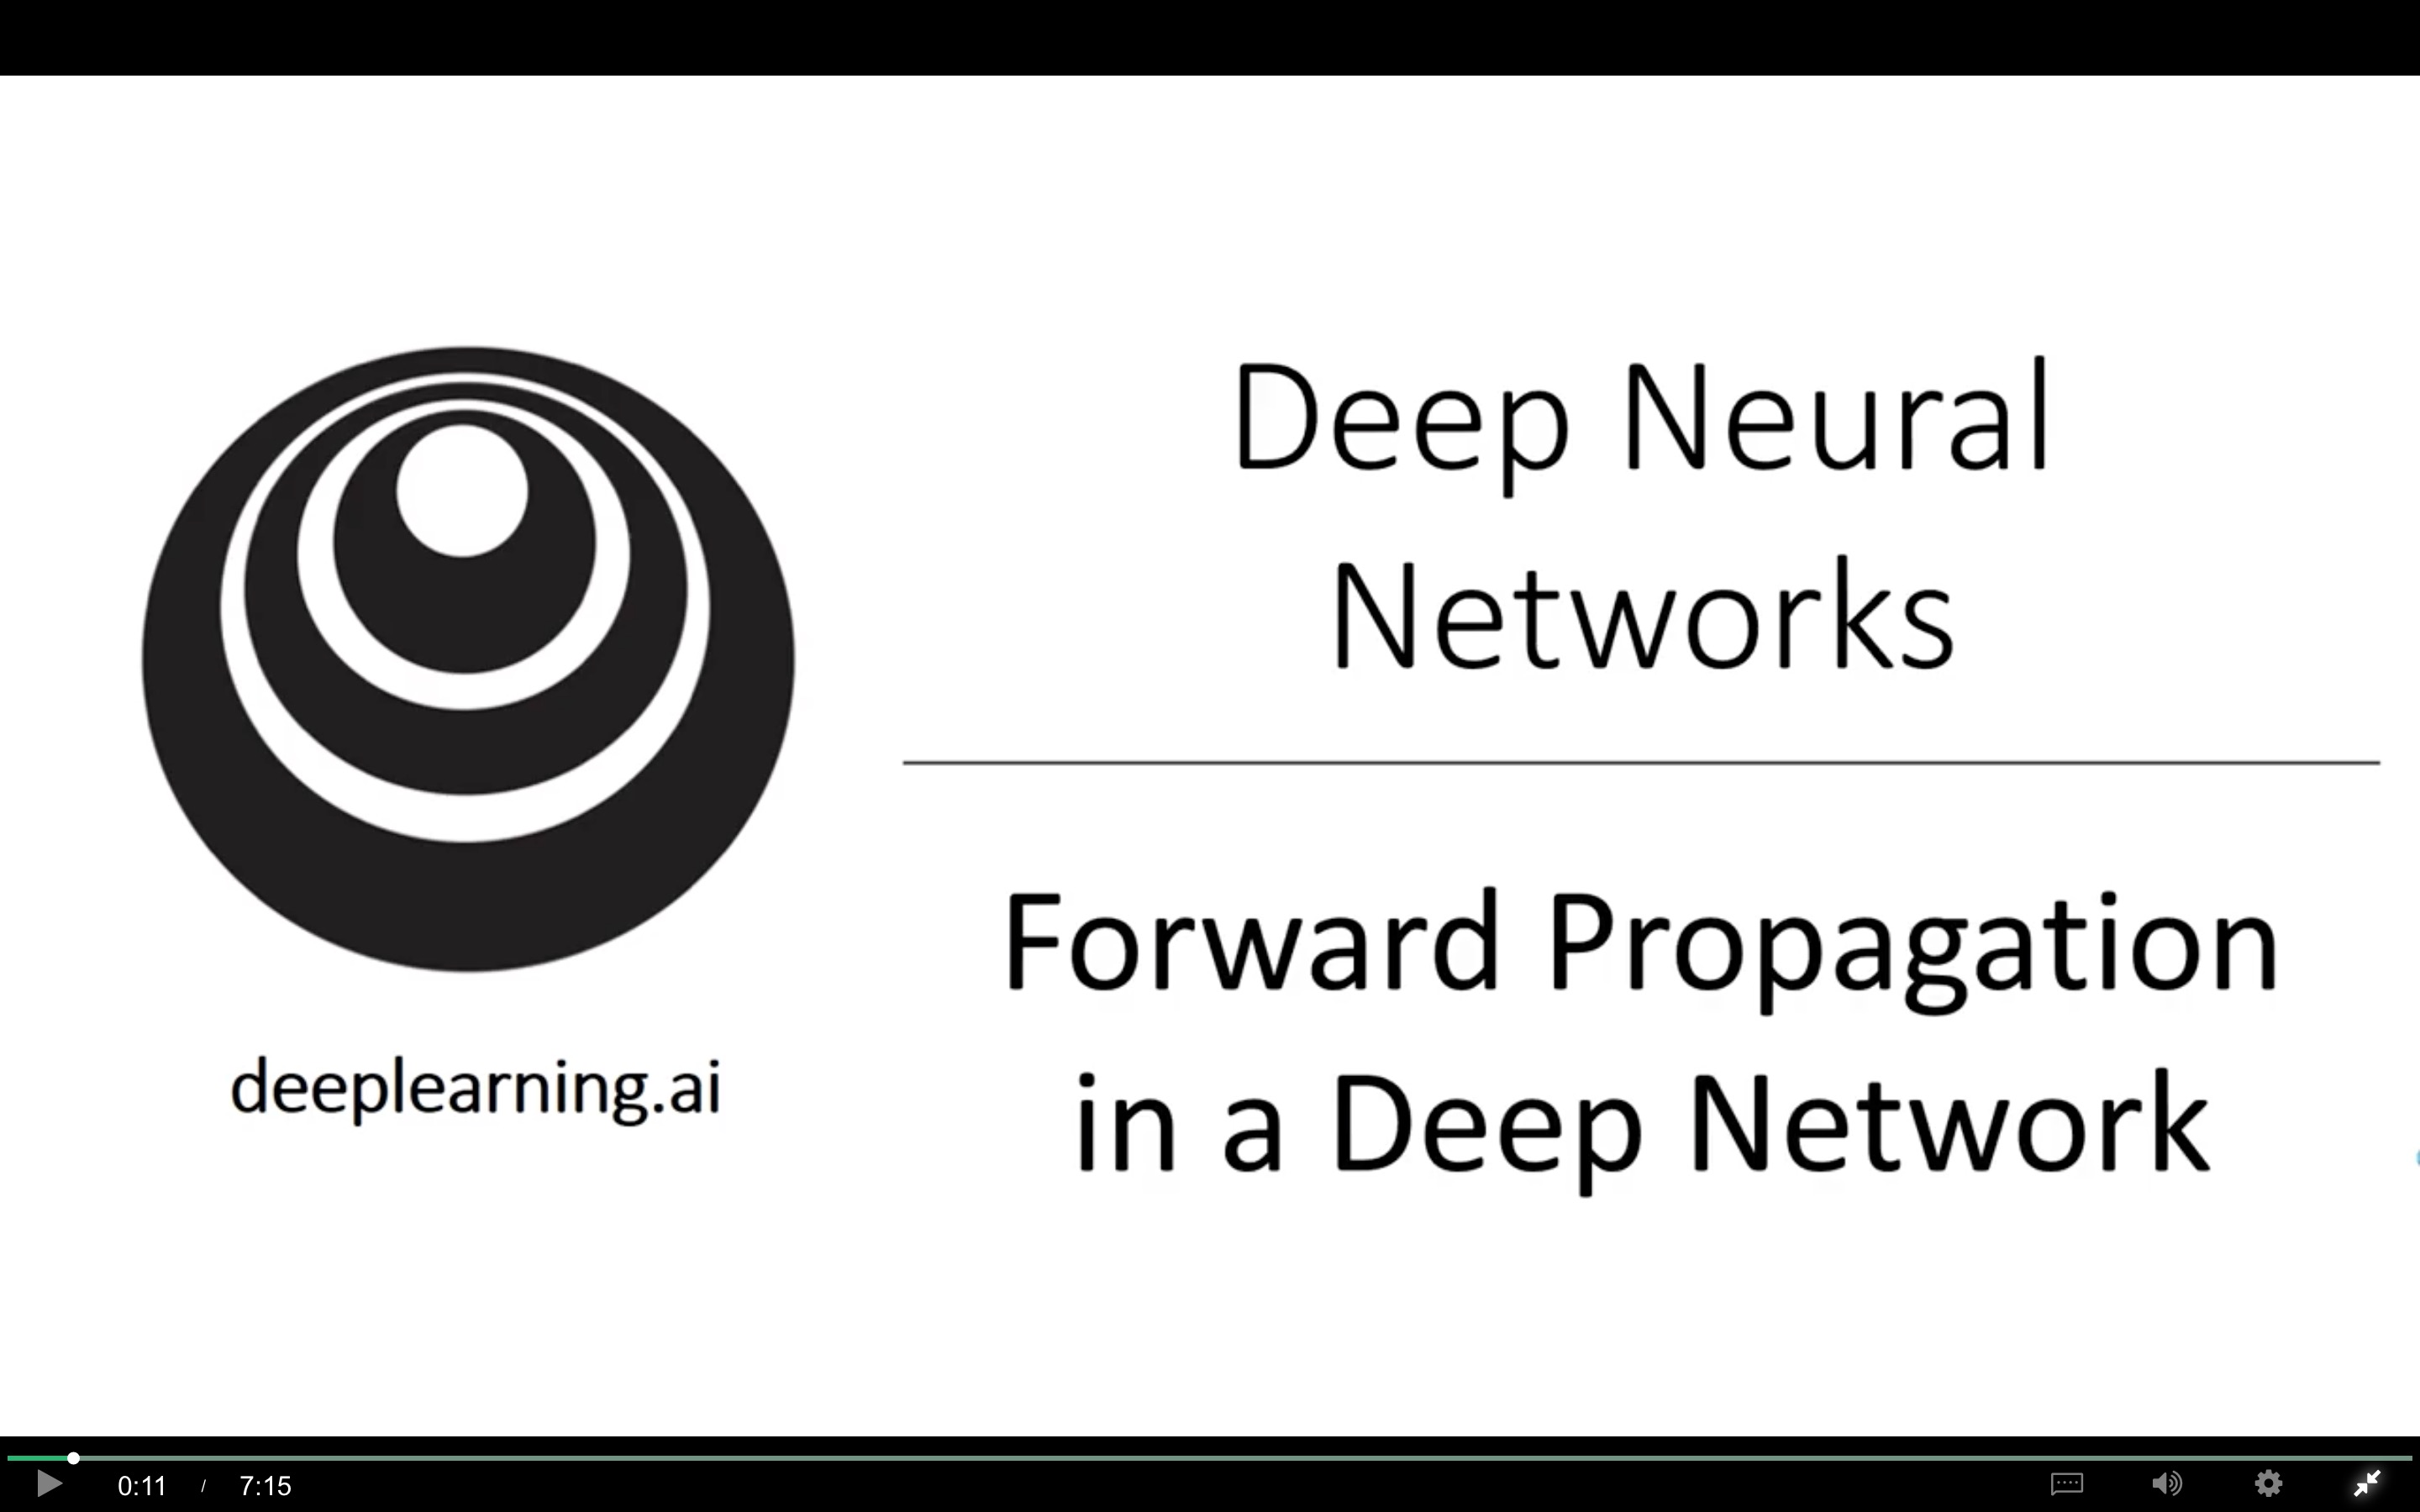 Deep Neural
Networks
Forward Propagation
in a Deep Network
deeplearning.ai
0:11 / 7:15